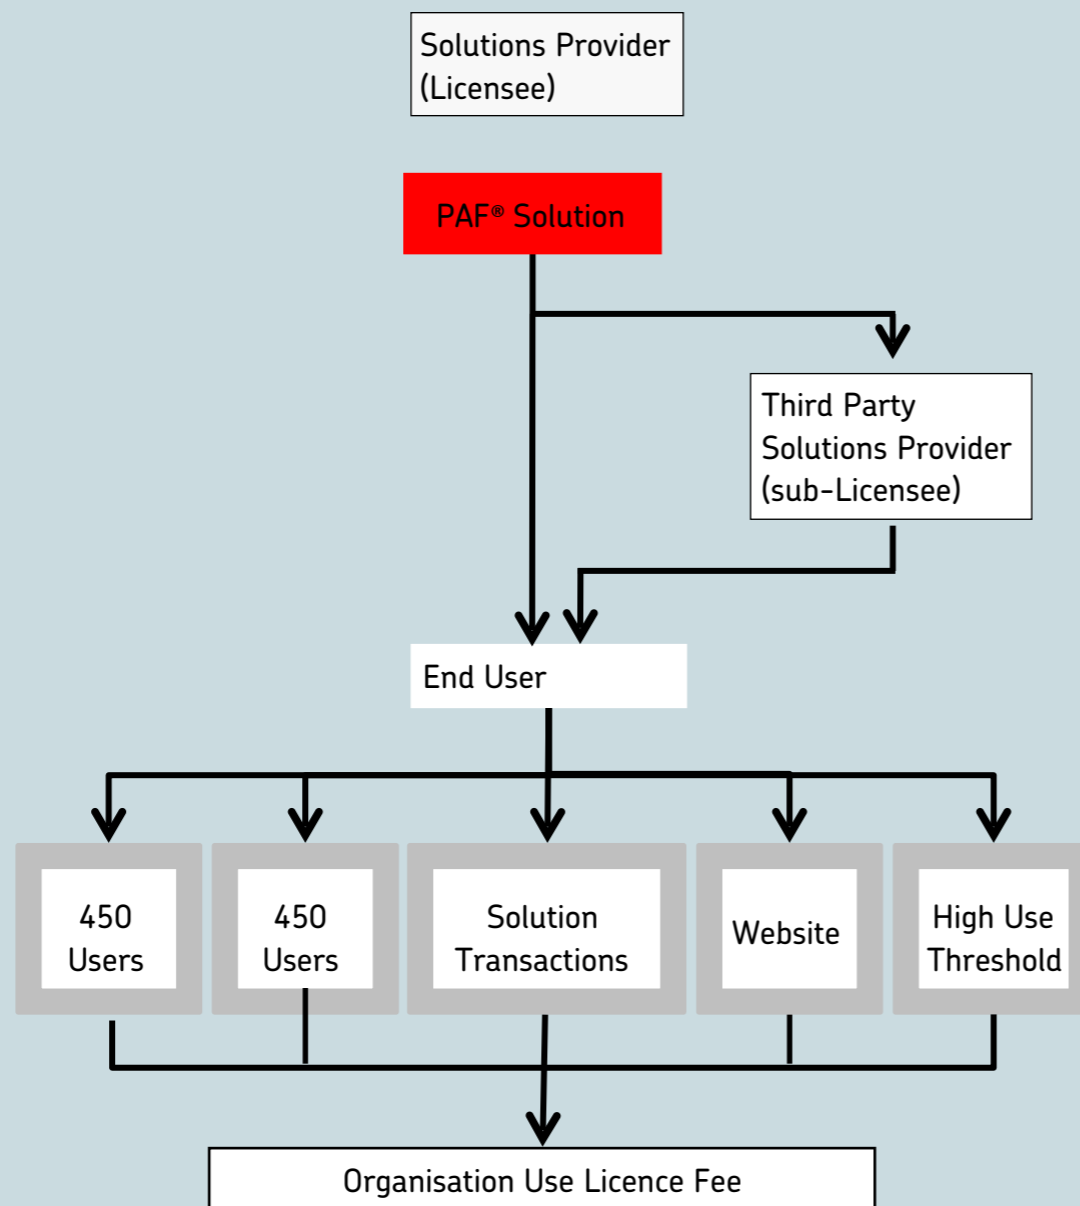 Solutions Provider
(Licensee)
PAF® Solution
Third Party
Solutions Provider
(sub-Licensee)
End User
450
Users
450
Users
Solution
Transactions
Website
High Use
Threshold
Organisation Use Licence Fee